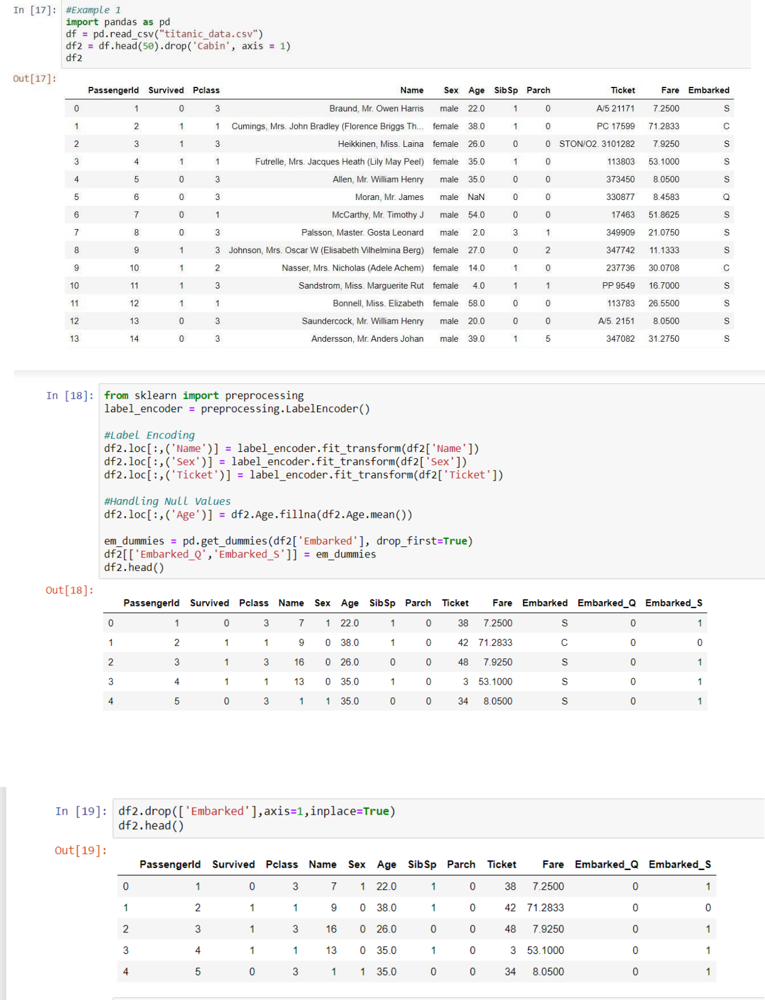 In [17]: #Example 1
import pandas as pd
df = pd.read_csv("titanic_data.csv")
df2 = df.head(50).drop('Cabin', axis = 1)
df2
Out[17]:
PassengerId Survived Pclass Name Sex Age SibSp Parch Ticket Fare Embarked
0 1 0 3 Braund, Mr. Owen Harris male 22.0 1 0 A/5 21171 7.2500 S
1 2 1 1 Cumings, Mrs. John Bradley (Florence Briggs Th... female 38.0 1 0 PC 17599 71.2833 C
2 3 1 3 Heikkinen, Miss. Laina female 26.0 0 0 STON/O2. 3101282 7.9250 S
3 4 1 1 Futrelle, Mrs. Jacques Heath (Lily May Peel) female 35.0 1 0 113803 53.1000 S
4 5 0 3 Allen, Mr. William Henry male 35.0 0 0 373450 8.0500 S
5 6 0 3 Moran, Mr. James male NaN 0 0 330877 8.4583 Q
6 7 0 1 McCarthy, Mr. Timothy J male 54.0 0 0 17463 51.8625 S
7 8 0 3 Palsson, Master. Gosta Leonard male 2.0 3 1 349909 21.0750 S
8 9 1 3 Johnson, Mrs. Oscar W (Elisabeth Vilhelmina Berg) female 27.0 0 2 347742 11.1333 S
9 10 1 2 Nasser, Mrs. Nicholas (Adele Achem) female 14.0 1 0 237736 30.0708 C
10 11 1 3 Sandstrom, Miss. Marguerite Rut female 4.0 1 1 PP 9549 16.7000 S
11 12 1 1 Bonnell, Miss. Elizabeth female 58.0 0 0 113783 26.5500 S
12 13 0 3 Saundercock, Mr. William Henry male 20.0 0 0 A/5. 2151 8.0500 S
13 14 0 3 Andersson, Mr. Anders Johan male 39.0 1 5 347082 31.2750 S
In [18]: from sklearn import preprocessing
label_encoder = preprocessing.LabelEncoder()
#Label Encoding
df2.loc[:,('Name')] = label_encoder.fit_transform(df2['Name'])
df2.loc[:,('Sex')] = label_encoder.fit_transform(df2['Sex'])
df2.loc[:,('Ticket')] = label_encoder.fit_transform(df2['Ticket'])
#Handling Null Values
df2.loc[:,('Age')] = df2.Age.fillna(df2.Age.mean())
em_dummies = pd.get_dummies(df2['Embarked'], drop_first=True)
df2[['Embarked_Q','Embarked_S']] = em_dummies
df2.head()
Out[18]:
PassengerId Survived Pclass Name Sex Age SibSp Parch Ticket Fare Embarked Embarked_Q Embarked_S
0 1 0 3 7 1 22.0 1 0 38 7.2500 S 0 1
1 2 1 1 9 0 38.0 1 0 42 71.2833 C 0 0
2 3 1 3 16 0 26.0 0 0 48 7.9250 S 0 1
3 4 1 1 13 0 35.0 1 0 3 53.1000 S 0 1
4 5 0 3 1 1 35.0 0 0 34 8.0500 S 0 1
In [19]: df2.drop(['Embarked'],axis=1,inplace=True)
df2.head()
Out[19]:
PassengerId Survived Pclass Name Sex Age SibSp Parch Ticket Fare Embarked_Q Embarked_S
0 1 0 3 7 1 22.0 1 0 38 7.2500 0 1
1 2 1 1 9 0 38.0 1 0 42 71.2833 0 0
2 3 1 3 16 0 26.0 0 0 48 7.9250 0 1
3 4 1 1 13 0 35.0 1 0 3 53.1000 0 1
4 5 0 3 1 1 35.0 0 0 34 8.0500 0 1